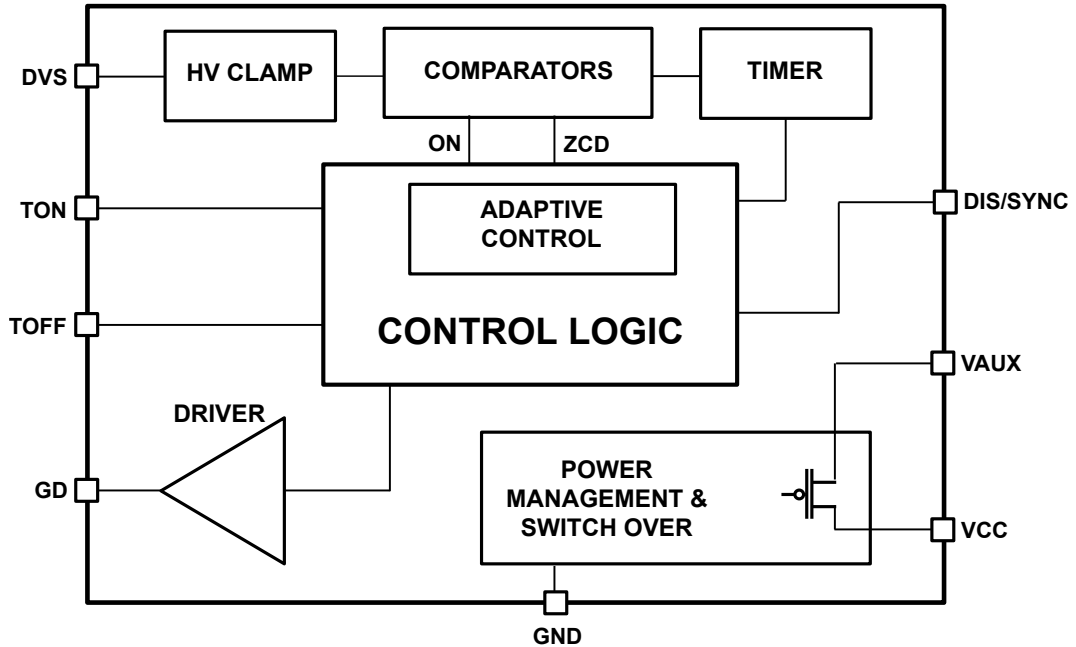 HV CLAMP
COMPARATORS
TIMER
DVS
ON
ZCD
TON
ADAPTIVE
CONTROL
DIS/SYNC
TOFF
CONTROL LOGIC
VAUX
DRIVER
GD
POWER
MANAGEMENT &
SWITCH OVER
VCC
GND